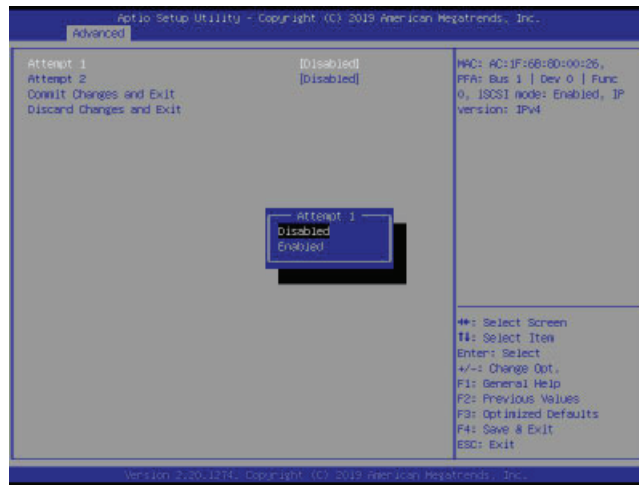 Aptio Setup Utility - Copyright (C) 2019 American Megatrends, Inc.
Advanced
Attempt 1 [Disabled]
Attempt 2 [Disabled]
Commit Changes and Exit
Discard Changes and Exit
MAC: AC:1F:6B:8D:00:26,
PFA: Bus 1 | Dev 0 | Func
0, iSCSI mode: Enabled, IP
version: IPv4
Attempt 1
Disabled
Enabled
: Select Screen
↑↓: Select Item
Enter: Select
+/-: Change Opt.
F1: General Help
F2: Previous Values
F3: Optimized Defaults
F4: Save & Exit
ESC: Exit
Version 2.20.1274. Copyright (C) 2019 American Megatrends, Inc.